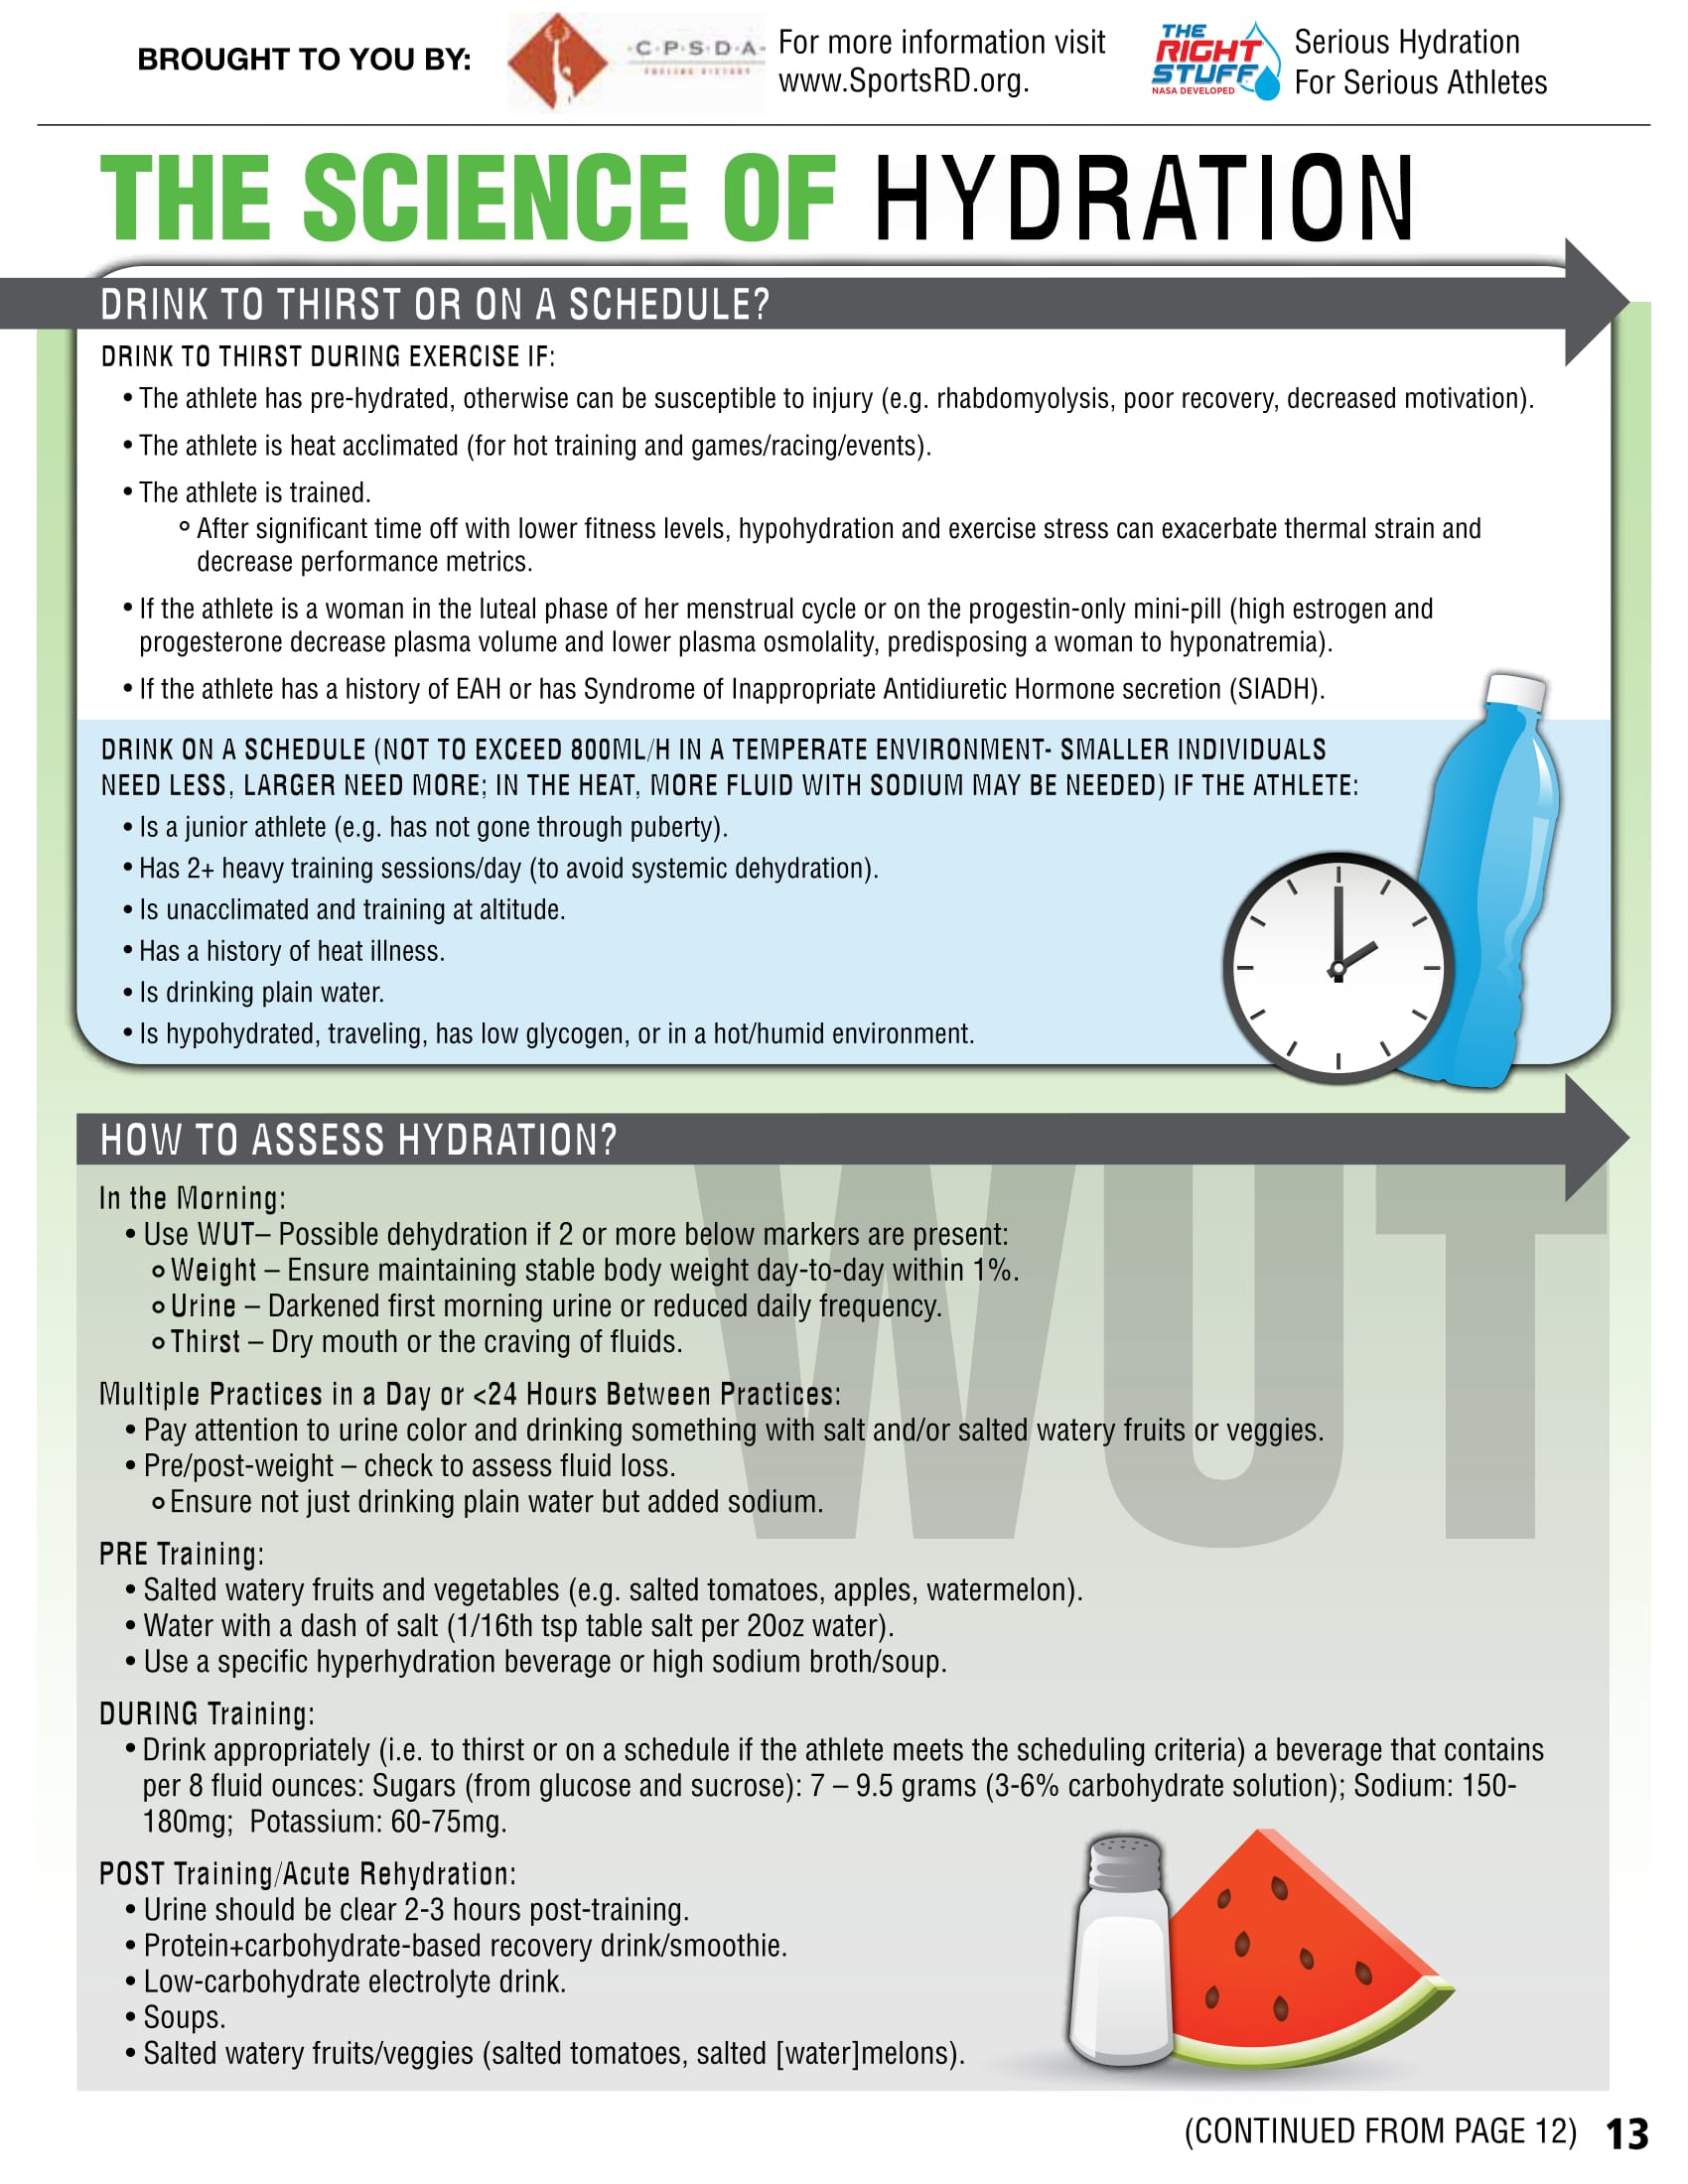 BROUGHT TO YOU BY:
·C·P·S·D·A·
FUELING VICTORY
For more information visit
www.SportsRD.org.
THE
RIGHT
STUFF
NASA DEVELOPED
Serious Hydration
For Serious Athletes
THE SCIENCE OF HYDRATION
DRINK TO THIRST OR ON A SCHEDULE?
DRINK TO THIRST DURING EXERCISE IF:
• The athlete has pre-hydrated, otherwise can be susceptible to injury (e.g. rhabdomyolysis, poor recovery, decreased motivation).
• The athlete is heat acclimated (for hot training and games/racing/events).
• The athlete is trained.
° After significant time off with lower fitness levels, hypohydration and exercise stress can exacerbate thermal strain and
decrease performance metrics.
• If the athlete is a woman in the luteal phase of her menstrual cycle or on the progestin-only mini-pill (high estrogen and
progesterone decrease plasma volume and lower plasma osmolality, predisposing a woman to hyponatremia).
• If the athlete has a history of EAH or has Syndrome of Inappropriate Antidiuretic Hormone secretion (SIADH).
DRINK ON A SCHEDULE (NOT TO EXCEED 800ML/H IN A TEMPERATE ENVIRONMENT- SMALLER INDIVIDUALS
NEED LESS, LARGER NEED MORE; IN THE HEAT, MORE FLUID WITH SODIUM MAY BE NEEDED) IF THE ATHLETE:
• Is a junior athlete (e.g. has not gone through puberty).
• Has 2+ heavy training sessions/day (to avoid systemic dehydration).
• Is unacclimated and training at altitude.
• Has a history of heat illness.
• Is drinking plain water.
• Is hypohydrated, traveling, has low glycogen, or in a hot/humid environment.
HOW TO ASSESS HYDRATION?
WUT
In the Morning:
• Use WUT– Possible dehydration if 2 or more below markers are present:
° Weight – Ensure maintaining stable body weight day-to-day within 1%.
° Urine – Darkened first morning urine or reduced daily frequency.
° Thirst – Dry mouth or the craving of fluids.
Multiple Practices in a Day or <24 Hours Between Practices:
• Pay attention to urine color and drinking something with salt and/or salted watery fruits or veggies.
• Pre/post-weight – check to assess fluid loss.
° Ensure not just drinking plain water but added sodium.
PRE Training:
• Salted watery fruits and vegetables (e.g. salted tomatoes, apples, watermelon).
• Water with a dash of salt (1/16th tsp table salt per 20oz water).
• Use a specific hyperhydration beverage or high sodium broth/soup.
DURING Training:
• Drink appropriately (i.e. to thirst or on a schedule if the athlete meets the scheduling criteria) a beverage that contains
per 8 fluid ounces: Sugars (from glucose and sucrose): 7 – 9.5 grams (3-6% carbohydrate solution); Sodium: 150-
180mg; Potassium: 60-75mg.
POST Training/Acute Rehydration:
• Urine should be clear 2-3 hours post-training.
• Protein+carbohydrate-based recovery drink/smoothie.
• Low-carbohydrate electrolyte drink.
• Soups.
• Salted watery fruits/veggies (salted tomatoes, salted [water]melons).
(CONTINUED FROM PAGE 12) 13